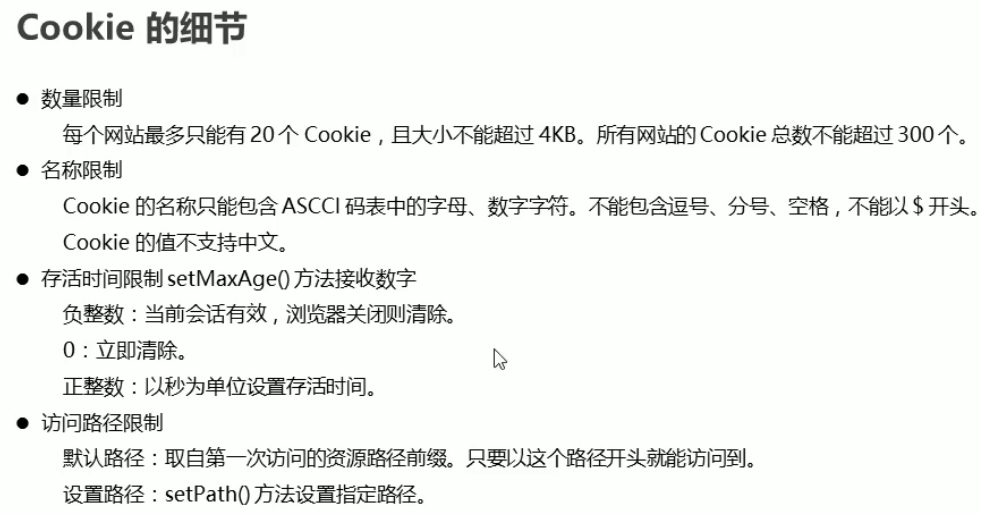 Cookie 的细节
● 数量限制
每个网站最多只能有 20 个 Cookie，且大小不能超过 4KB。所有网站的 Cookie 总数不能超过 300 个。
● 名称限制
Cookie 的名称只能包含 ASCCI 码表中的字母、数字字符。不能包含逗号、分号、空格，不能以 $ 开头。
Cookie 的值不支持中文。
● 存活时间限制 setMaxAge() 方法接收数字
负整数：当前会话有效，浏览器关闭则清除。
0：立即清除。
正整数：以秒为单位设置存活时间。
● 访问路径限制
默认路径：取自第一次访问的资源路径前缀。只要以这个路径开头就能访问到。
设置路径：setPath() 方法设置指定路径。